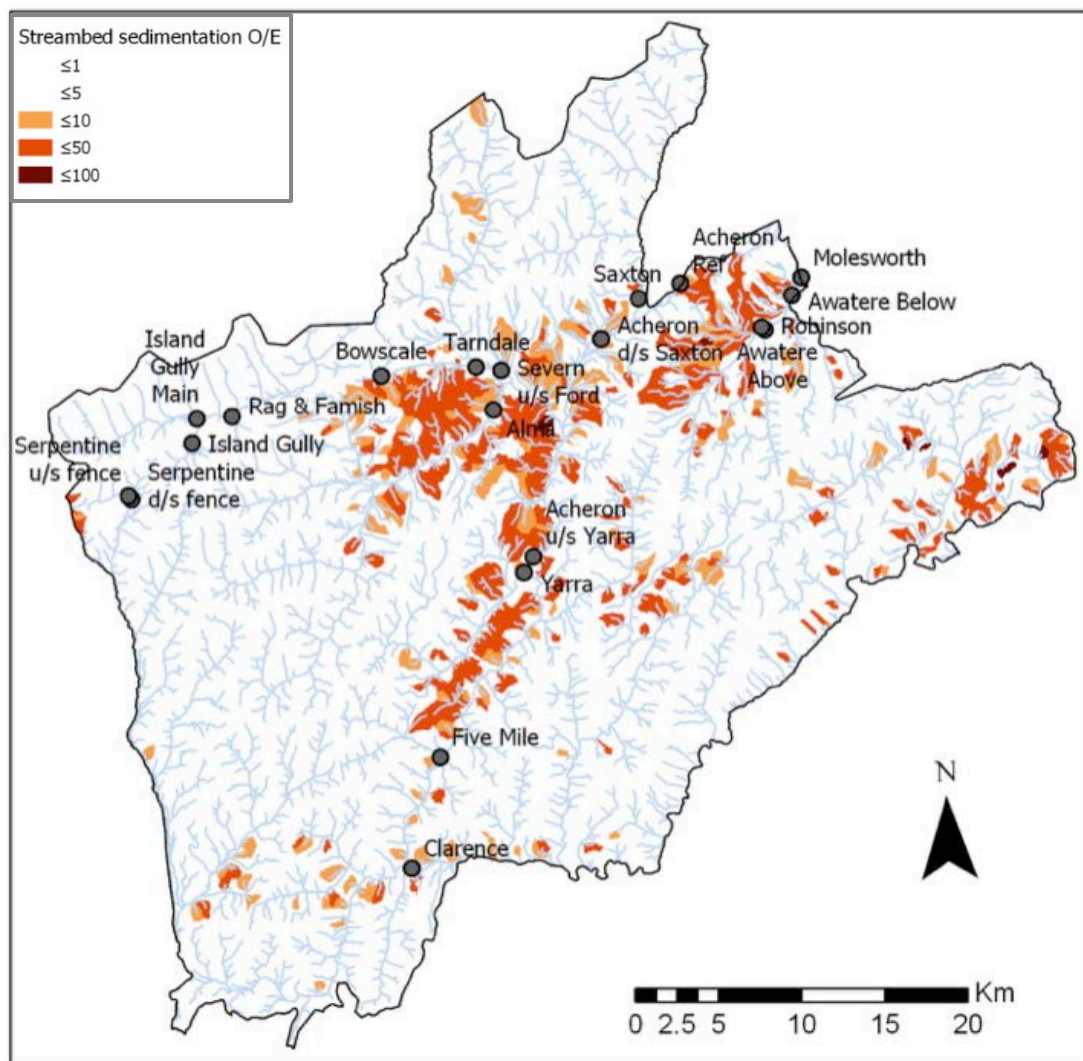 Streambed sedimentation O/E
≤1
≤5
≤10
≤50
≤100
Acheron
Ref
Molesworth
Saxton
Awatere Below
Island
Gully
Main
Bowscale
Tarndale
Acheron
d/s Saxton
Robinson
Awatere
Above
Severn
u/s Ford
Rag & Famish
Alma
Serpentine
u/s fence
Island Gully
Serpentine
d/s fence
Acheron
u/s Yarra
Yarra
Five Mile
Clarence
N
Km
0 2.5 5 10 15 20